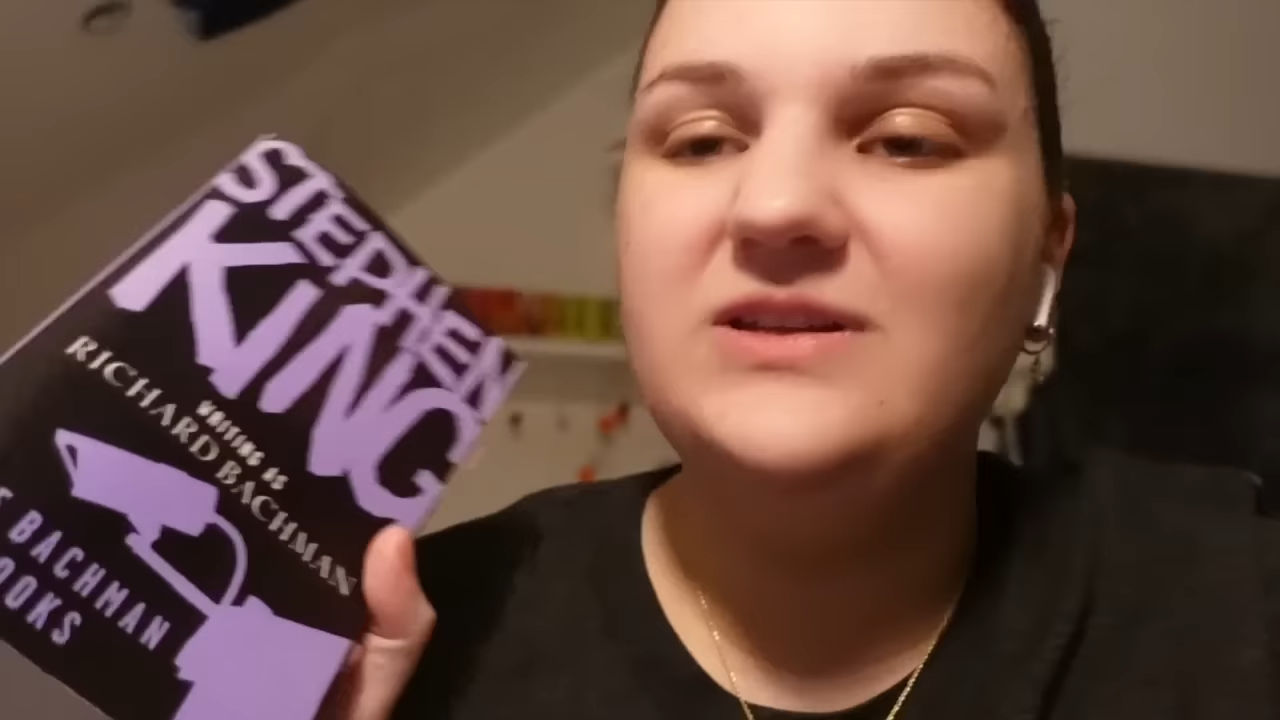 STEPHEN
KING
WRITING AS
RICHARD BACHMAN
E BACHMAN
OOKS